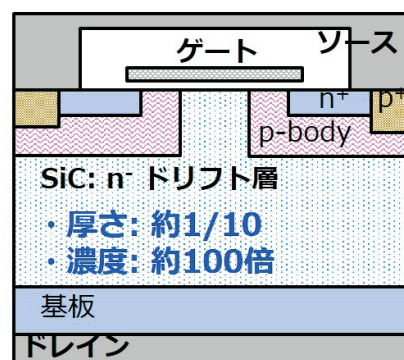 ゲート
ソース
n⁺
p⁺
p-body
SiC: n⁻ ドリフト層
・厚さ: 約1/10
・濃度: 約100倍
基板
ドレイン